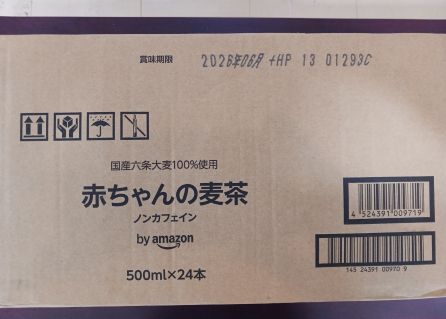 賞味期限 2026年06月 +HP 13 01293C
国産六条大麦100%使用
赤ちゃんの麦茶
ノンカフェイン
by amazon
500ml×24本
4 524391 009719
145 24391 00970 9